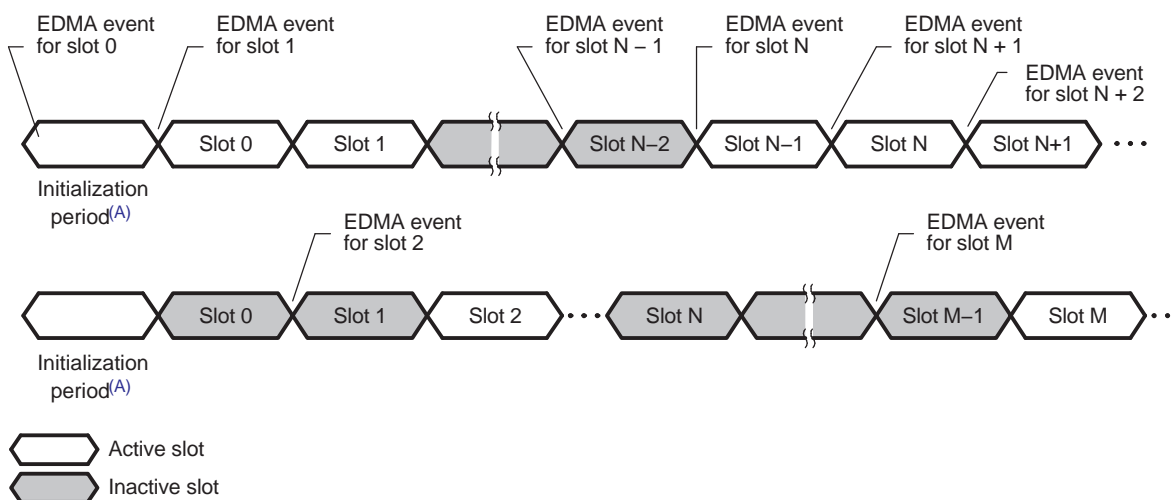 EDMA event
for slot 0
EDMA event
for slot 1
EDMA event
for slot N – 1
EDMA event
for slot N
EDMA event
for slot N + 1
EDMA event
for slot N + 2
Slot 0
Slot 1
Slot N–2
Slot N–1
Slot N
Slot N+1
Initialization
period(A)
EDMA event
for slot 2
EDMA event
for slot M
Slot 0
Slot 1
Slot 2
Slot N
Slot M–1
Slot M
Initialization
period(A)
Active slot
Inactive slot